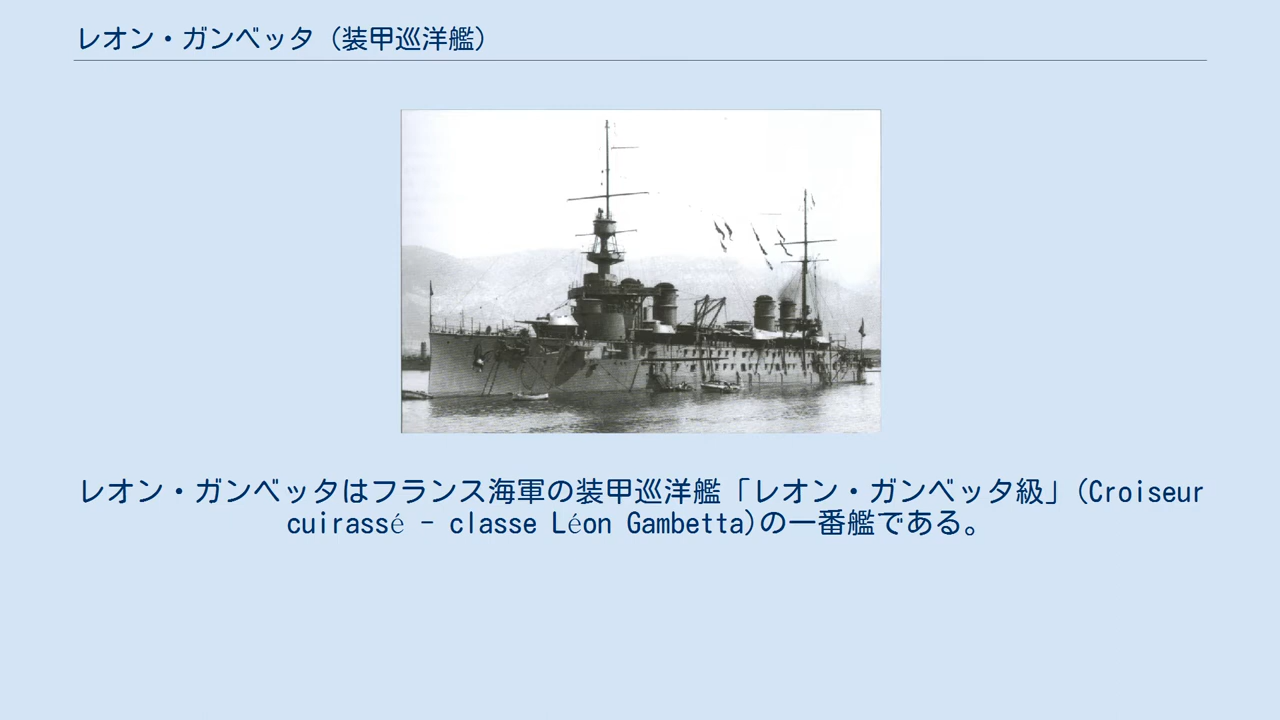 レオン・ガンベッタ（装甲巡洋艦）
レオン・ガンベッタはフランス海軍の装甲巡洋艦「レオン・ガンベッタ級」(Croiseur
cuirassé - classe Léon Gambetta)の一番艦である。